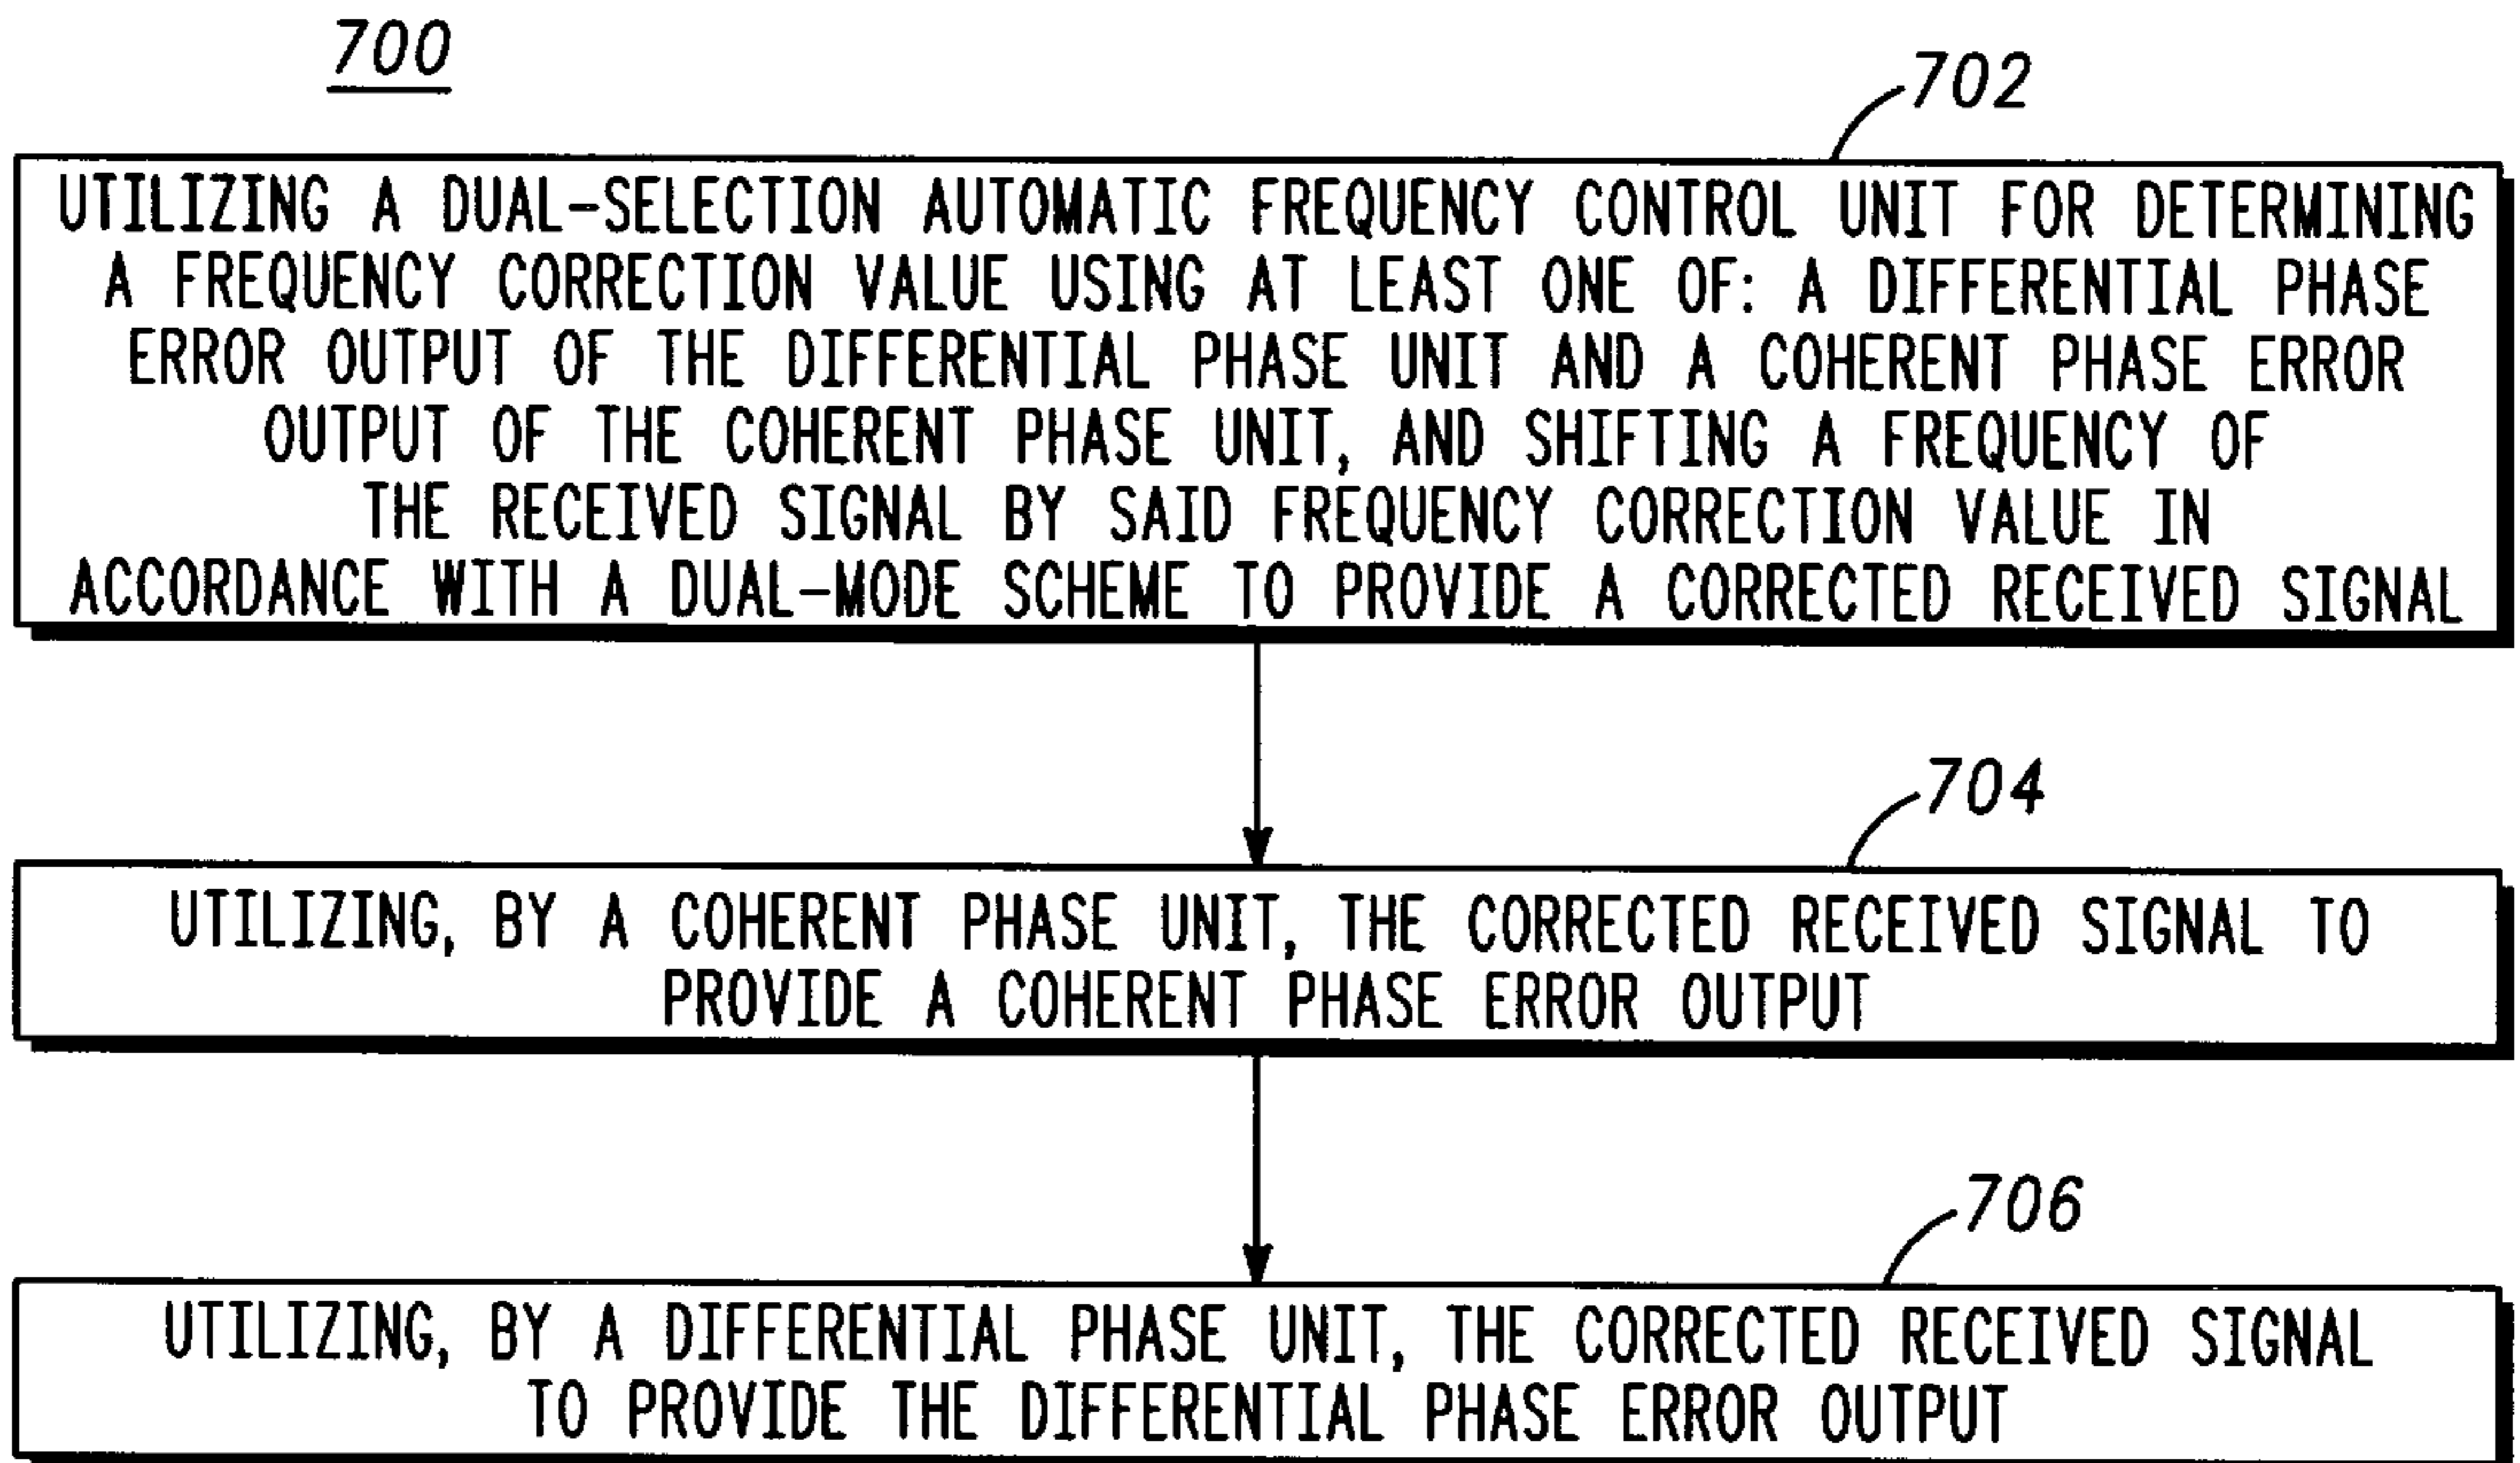 700
702
UTILIZING A DUAL-SELECTION AUTOMATIC FREQUENCY CONTROL UNIT FOR DETERMINING
A FREQUENCY CORRECTION VALUE USING AT LEAST ONE OF: A DIFFERENTIAL PHASE
ERROR OUTPUT OF THE DIFFERENTIAL PHASE UNIT AND A COHERENT PHASE ERROR
OUTPUT OF THE COHERENT PHASE UNIT, AND SHIFTING A FREQUENCY OF
THE RECEIVED SIGNAL BY SAID FREQUENCY CORRECTION VALUE IN
ACCORDANCE WITH A DUAL-MODE SCHEME TO PROVIDE A CORRECTED RECEIVED SIGNAL
704
UTILIZING, BY A COHERENT PHASE UNIT, THE CORRECTED RECEIVED SIGNAL TO
PROVIDE A COHERENT PHASE ERROR OUTPUT
706
UTILIZING, BY A DIFFERENTIAL PHASE UNIT, THE CORRECTED RECEIVED SIGNAL
TO PROVIDE THE DIFFERENTIAL PHASE ERROR OUTPUT